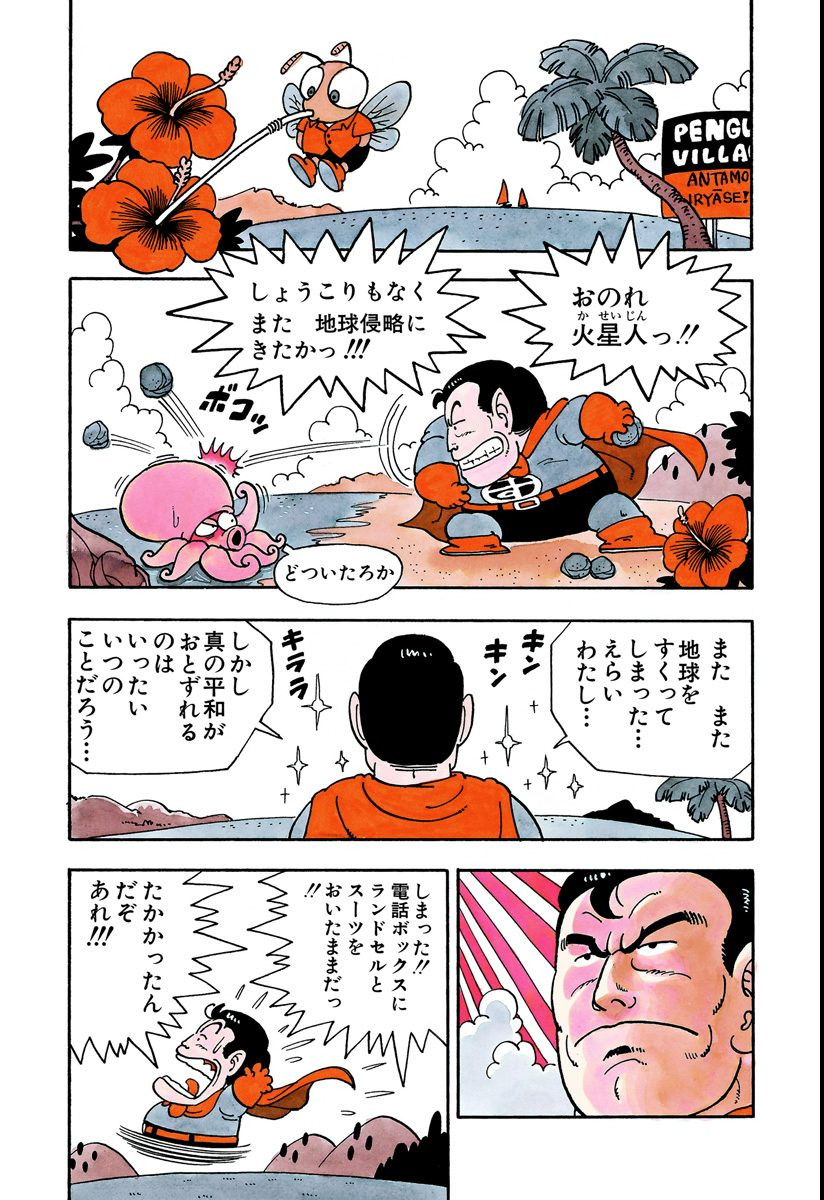 PENGU
VILLA
ANTAMO
IRYĀSE!
おのれ
火星人っ!!
かせいじん
しょうこりもなく
また 地球侵略に
きたかっ!!!
ボコッ
どついたろか
また また
地球を
すくって
しまった…
えらい
わたし…
キン
キン
キララ
しかし
真の平和が
おとずれる
のは
いったい
いつの
ことだろう…
しまった!!
電話ボックスに
ランドセルと
スーツを
おいたままだっ
!!
たかかったん
だぞ
あれ!!!